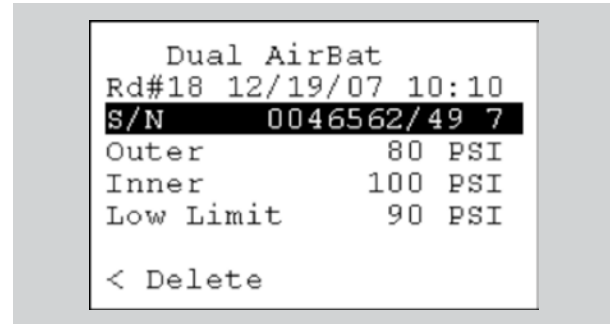 Dual AirBat
Rd#18 12/19/07 10:10
S/N 0046562/49 7
Outer 80 PSI
Inner 100 PSI
Low Limit 90 PSI
< Delete